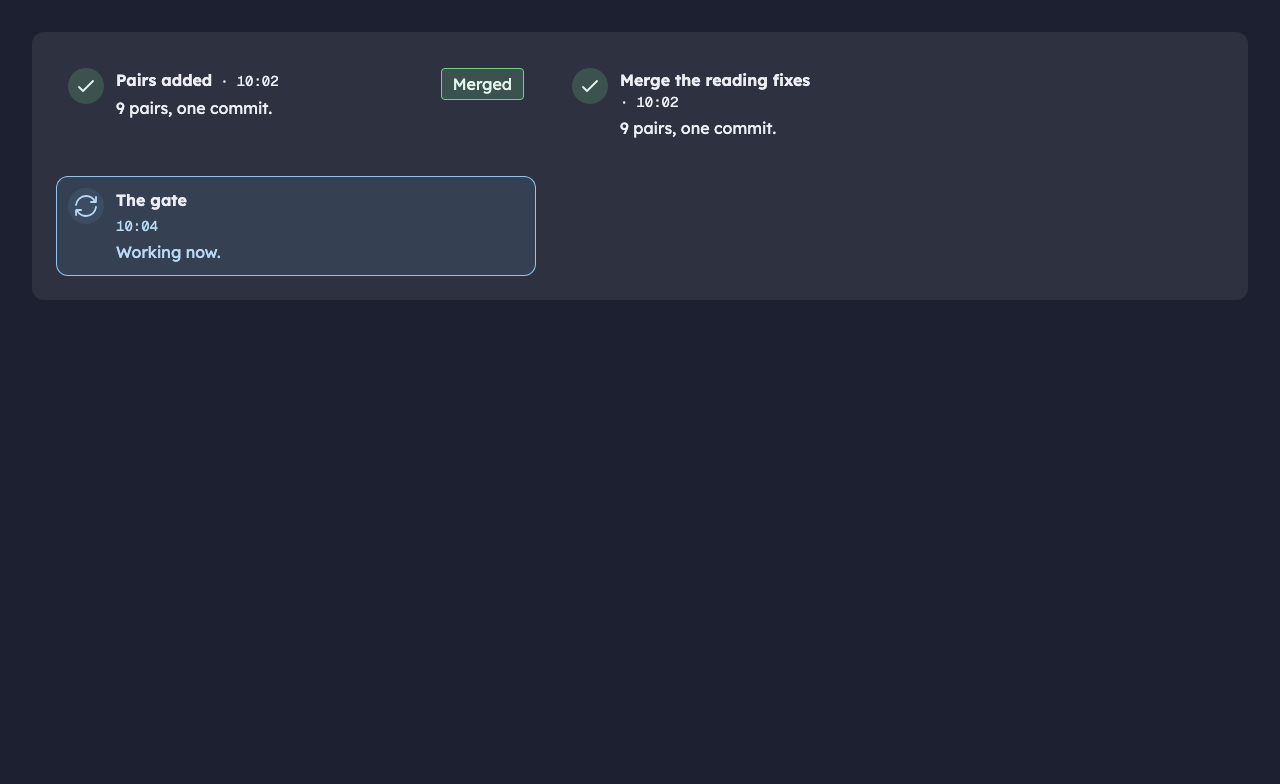 Pairs added · 10:02
9 pairs, one commit.
Merged
Merge the reading fixes
· 10:02
9 pairs, one commit.
The gate
10:04
Working now.